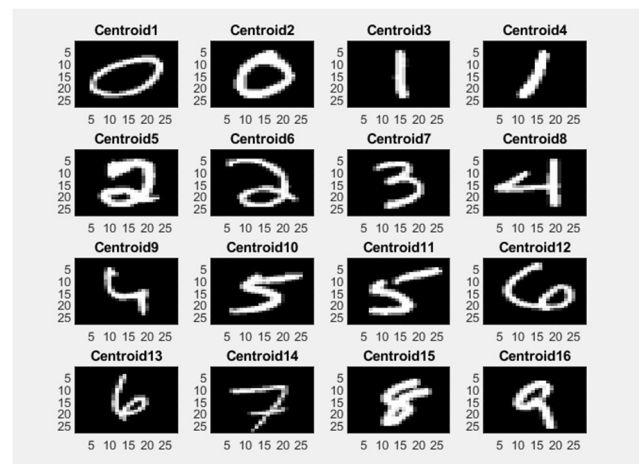 Centroid1 Centroid2 Centroid3 Centroid4
5 5 5 5
10 10 10 10
15 0 15 0 15 1 15 1
20 20 20 20
25 25 25 25
5 10 15 20 25 5 10 15 20 25 5 10 15 20 25 5 10 15 20 25
Centroid5 Centroid6 Centroid7 Centroid8
5 5 5 5
10 10 10 10
15 2 15 2 15 3 15 4
20 20 20 20
25 25 25 25
5 10 15 20 25 5 10 15 20 25 5 10 15 20 25 5 10 15 20 25
Centroid9 Centroid10 Centroid11 Centroid12
5 5 5 5
10 10 10 10
15 4 15 5 15 5 15 6
20 20 20 20
25 25 25 25
5 10 15 20 25 5 10 15 20 25 5 10 15 20 25 5 10 15 20 25
Centroid13 Centroid14 Centroid15 Centroid16
5 5 5 5
10 10 10 10
15 6 15 7 15 8 15 9
20 20 20 20
25 25 25 25
5 10 15 20 25 5 10 15 20 25 5 10 15 20 25 5 10 15 20 25